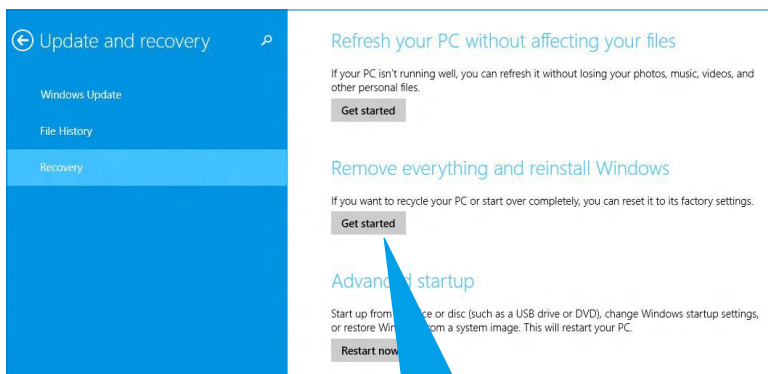 Update and recovery
Windows Update
File History
Recovery
Refresh your PC without affecting your files
If your PC isn't running well, you can refresh it without losing your photos, music, videos, and
other personal files.
Get started
Remove everything and reinstall Windows
If you want to recycle your PC or start over completely, you can reset it to its factory settings.
Get started
Advanced startup
Start up from or disc (such as a USB drive or DVD), change Windows startup settings,
or restore from a system image. This will restart your PC.
Restart now